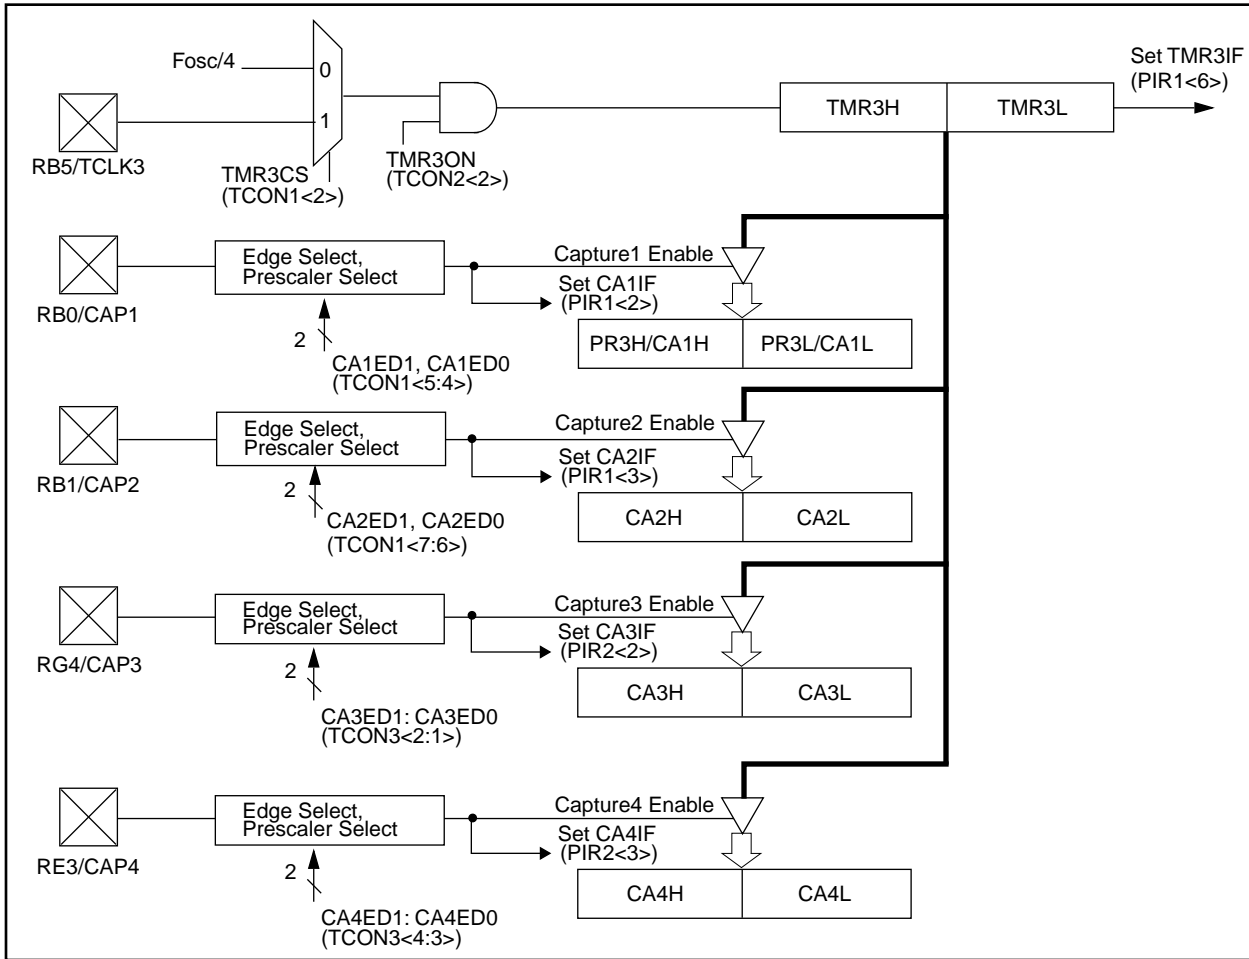 Fosc/4
0
1
RB5/TCLK3
TMR3CS
(TCON1<2>)
TMR3ON
(TCON2<2>)
TMR3H
TMR3L
Set TMR3IF
(PIR1<6>)
RB0/CAP1
Edge Select,
Prescaler Select
2
CA1ED1, CA1ED0
(TCON1<5:4>)
Capture1 Enable
Set CA1IF
(PIR1<2>)
PR3H/CA1H
PR3L/CA1L
RB1/CAP2
Edge Select,
Prescaler Select
2
CA2ED1, CA2ED0
(TCON1<7:6>)
Capture2 Enable
Set CA2IF
(PIR1<3>)
CA2H
CA2L
RG4/CAP3
Edge Select,
Prescaler Select
2
CA3ED1: CA3ED0
(TCON3<2:1>)
Capture3 Enable
Set CA3IF
(PIR2<2>)
CA3H
CA3L
RE3/CAP4
Edge Select,
Prescaler Select
2
CA4ED1: CA4ED0
(TCON3<4:3>)
Capture4 Enable
Set CA4IF
(PIR2<3>)
CA4H
CA4L